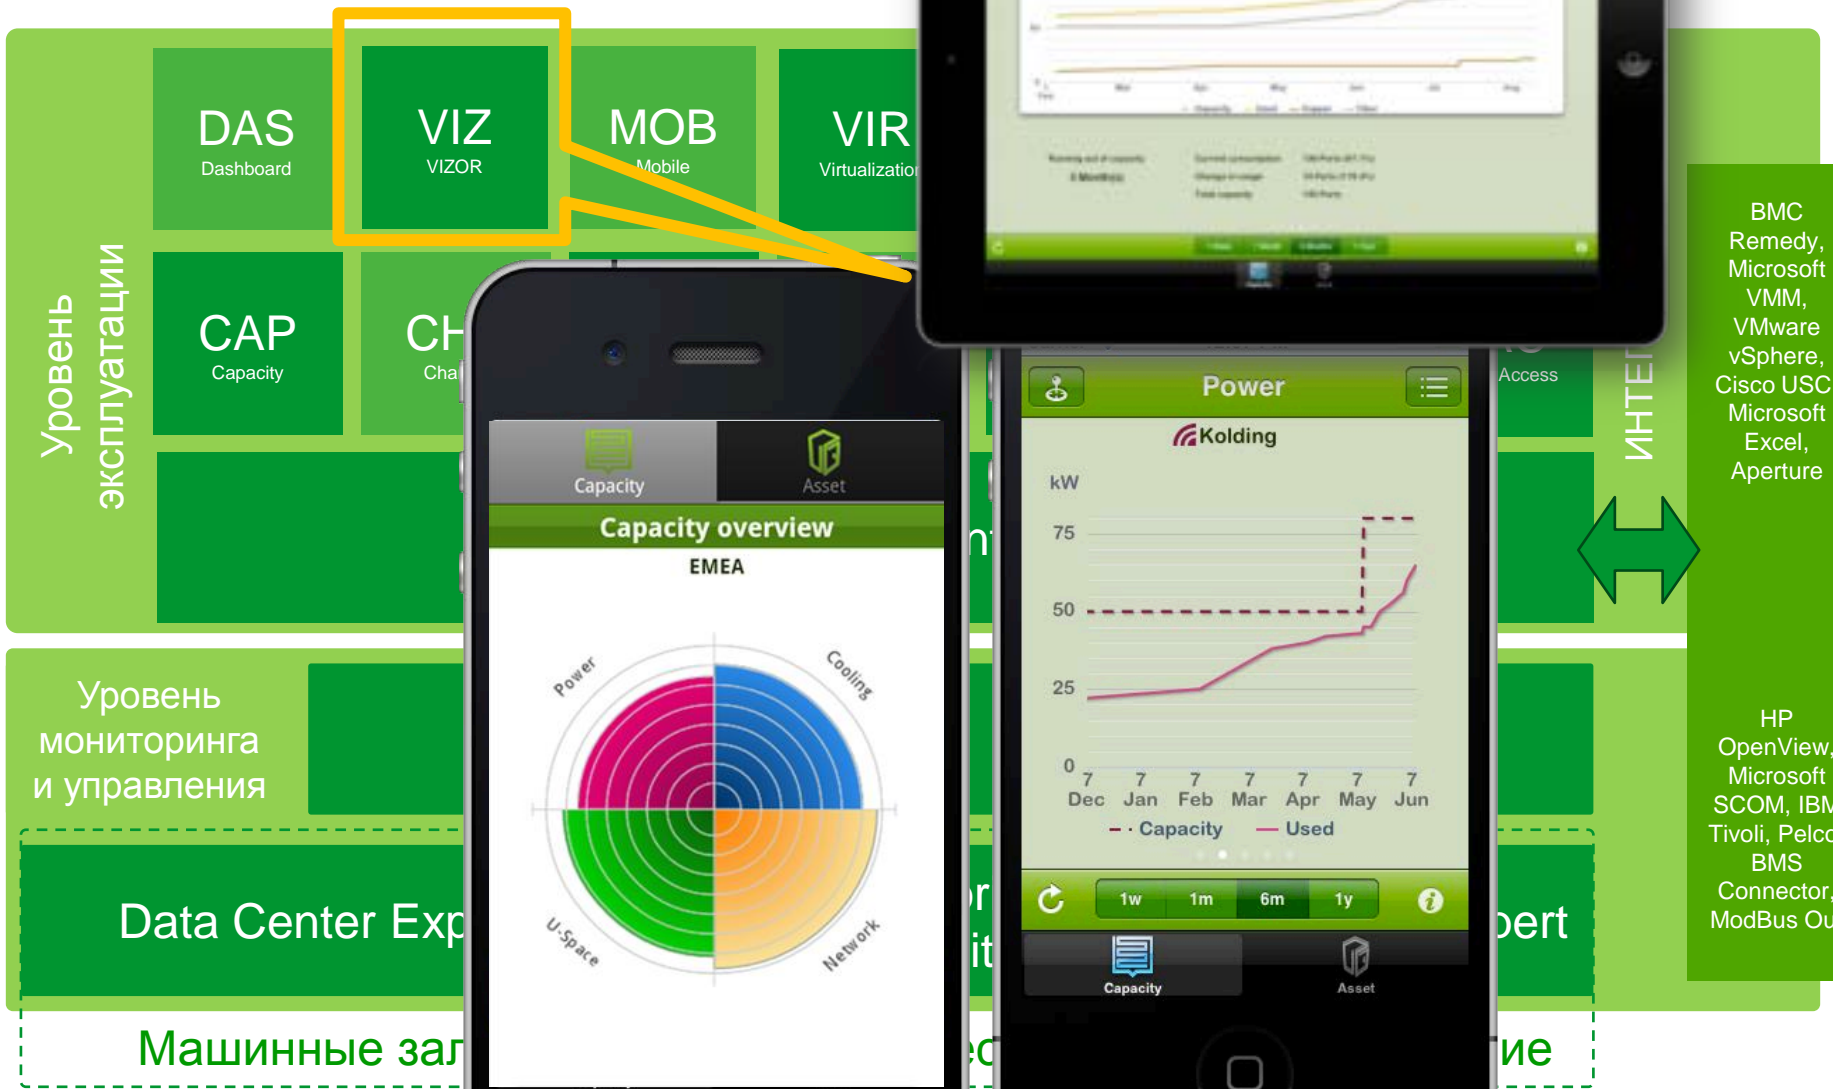 DAS
Dashboard
VIZ
VIZOR
MOB
Mobile
VIR
Virtualization
Уровень
эксплуатации
CAP
Capacity
CH
Cha
Access
ИНТЕГ
BMC
Remedy,
Microsoft
VMM,
VMware
vSphere,
Cisco USC
Microsoft
Excel,
Aperture
HP
OpenView,
Microsoft
SCOM, IBM
Tivoli, Pelco
BMS
Connector,
ModBus Ou
Capacity
Asset
Capacity overview
EMEA
Power
Cooling
U-Space
Network
Power
Kolding
kW
75
50
25
0
7 7 7 7 7 7 7
Dec Jan Feb Mar Apr May Jun
Capacity Used
1w 1m 6m 1y
Capacity
Asset
Уровень
мониторинга
и управления
Data Center Exp
pert
Машинные зал
ие